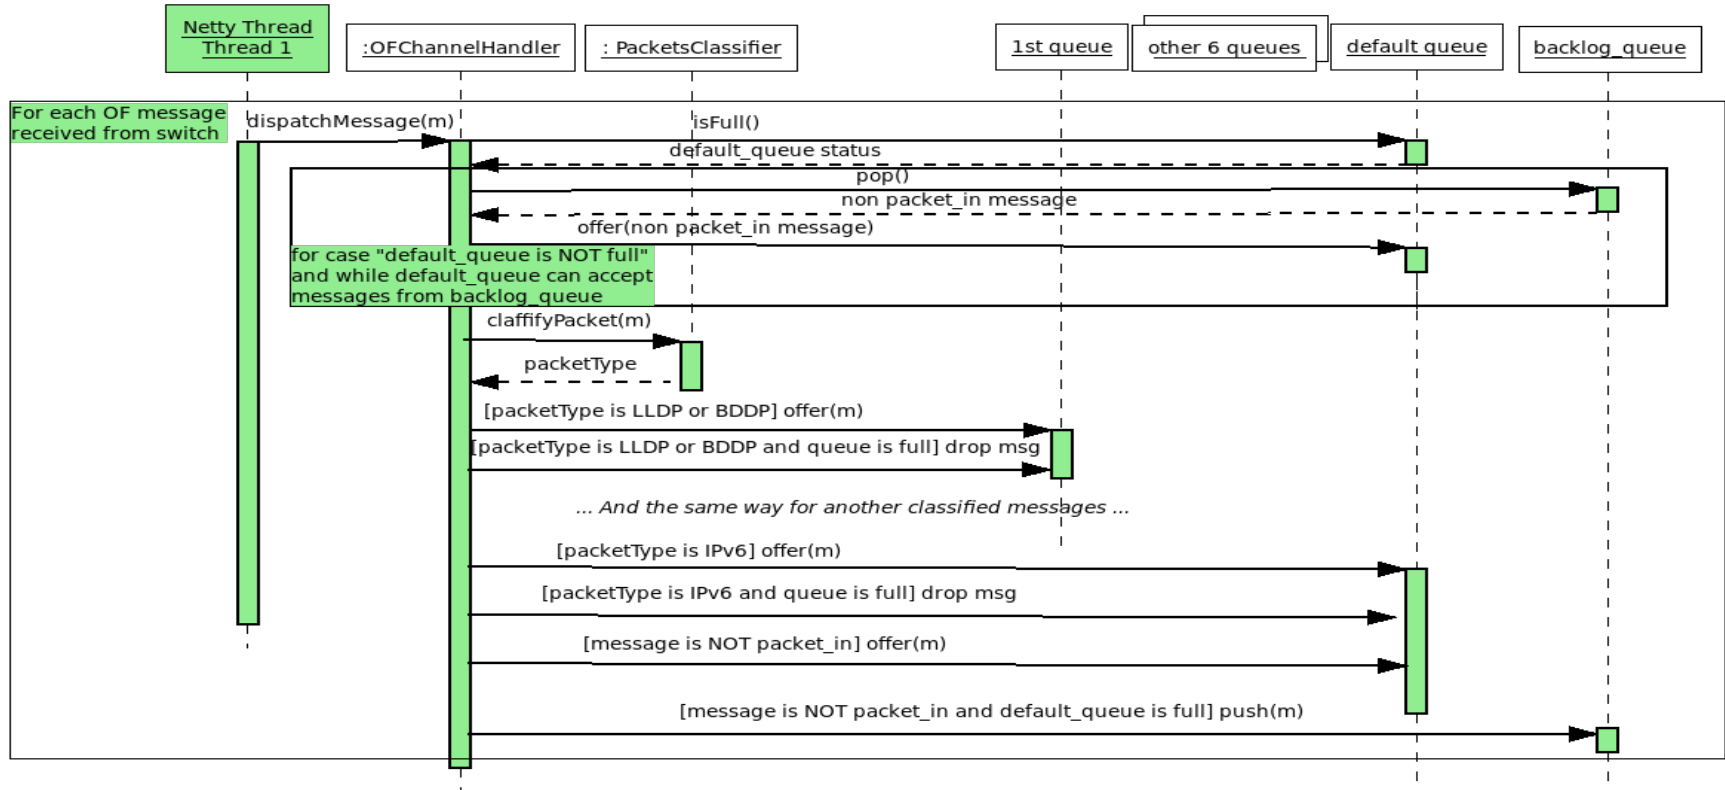 Netty Thread
Thread 1
:OFChannelHandler
: PacketsClassifier
1st queue
other 6 queues
default queue
backlog_queue
For each OF message
received from switch
dispatchMessage(m)
isFull()
default_queue status
pop()
non packet_in message
offer(non packet_in message)
for case "default_queue is NOT full"
and while default_queue can accept
messages from backlog_queue
claffifyPacket(m)
packetType
[packetType is LLDP or BDDP] offer(m)
[packetType is LLDP or BDDP and queue is full] drop msg
... And the same way for another classified messages ...
[packetType is IPv6] offer(m)
[packetType is IPv6 and queue is full] drop msg
[message is NOT packet_in] offer(m)
[message is NOT packet_in and default_queue is full] push(m)